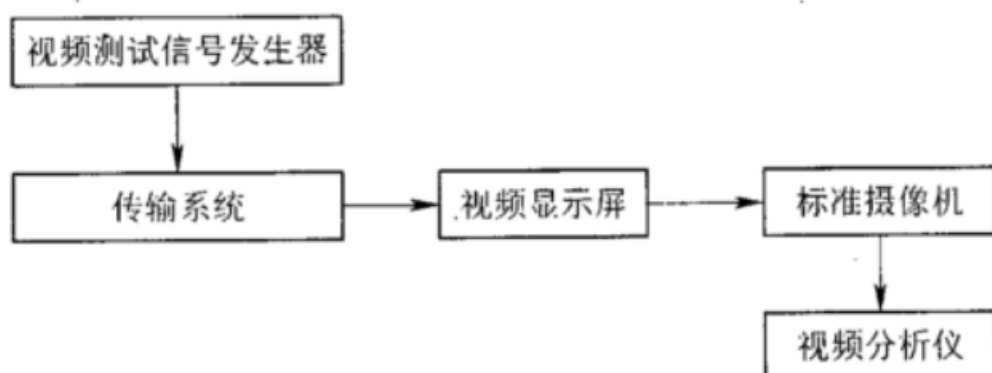 视频测试信号发生器
传输系统
视频显示屏
标准摄像机
视频分析仪